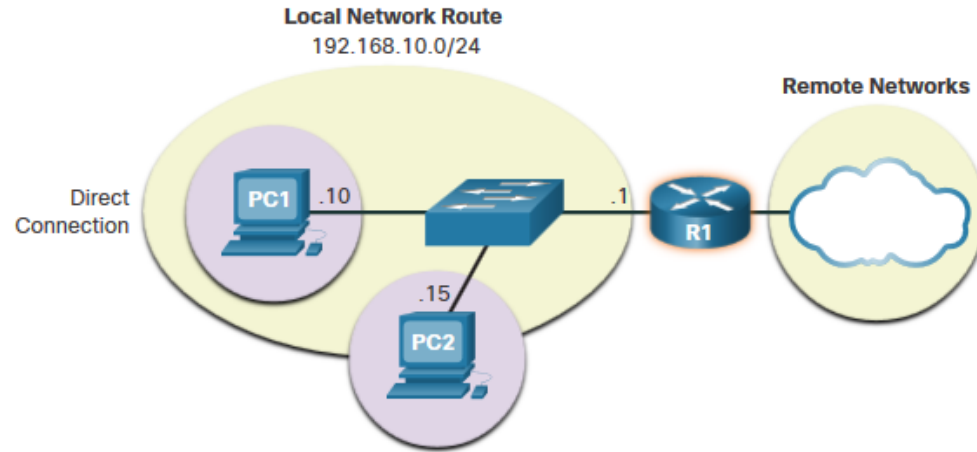 Local Network Route
192.168.10.0/24
Remote Networks
Direct
Connection
PC1
.10
.1
R1
.15
PC2